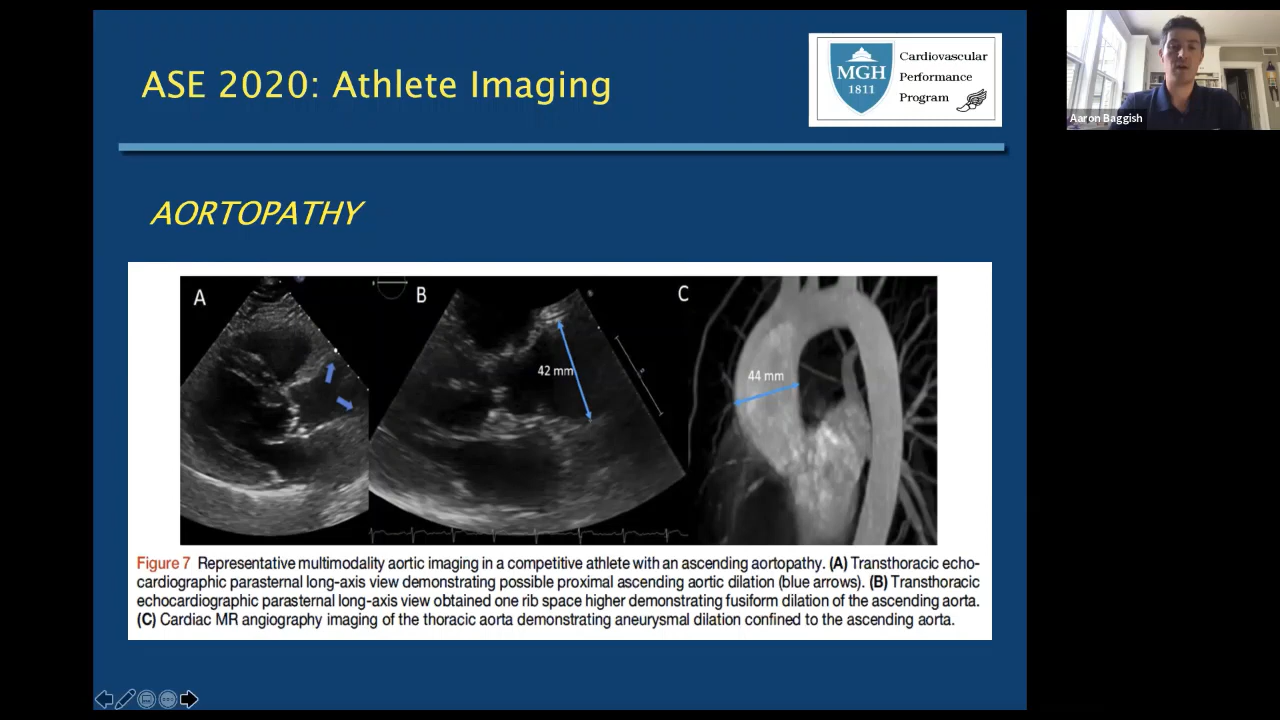 ASE 2020: Athlete Imaging
MGH
1811
Cardiovascular
Performance
Program
Aaron Baggish
AORTOPATHY
A
B
C
42 mm
44 mm
Figure 7 Representative multimodality aortic imaging in a competitive athlete with an ascending aortopathy. (A) Transthoracic echo-
cardiographic parasternal long-axis view demonstrating possible proximal ascending aortic dilation (blue arrows). (B) Transthoracic
echocardiographic parasternal long-axis view obtained one rib space higher demonstrating fusiform dilation of the ascending aorta.
(C) Cardiac MR angiography imaging of the thoracic aorta demonstrating aneurysmal dilation confined to the ascending aorta.